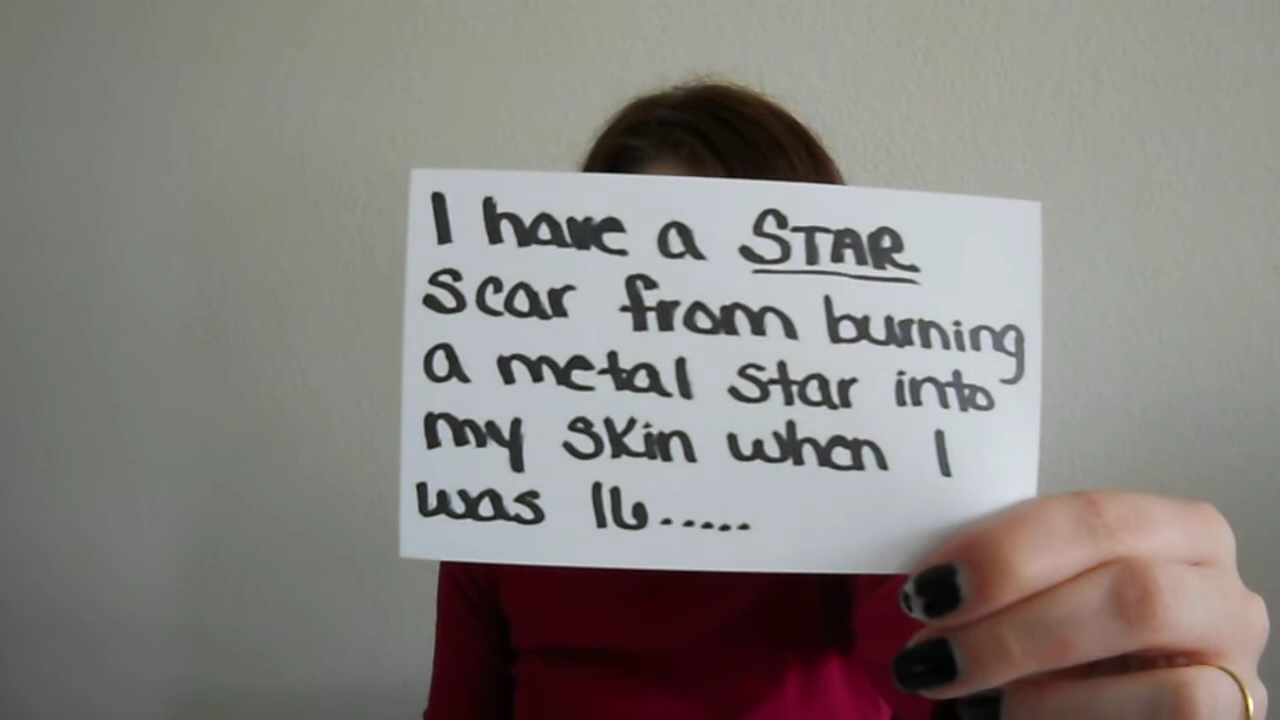 I have a STAR
scar from burning
a metal star into
my skin when I
was 16.....